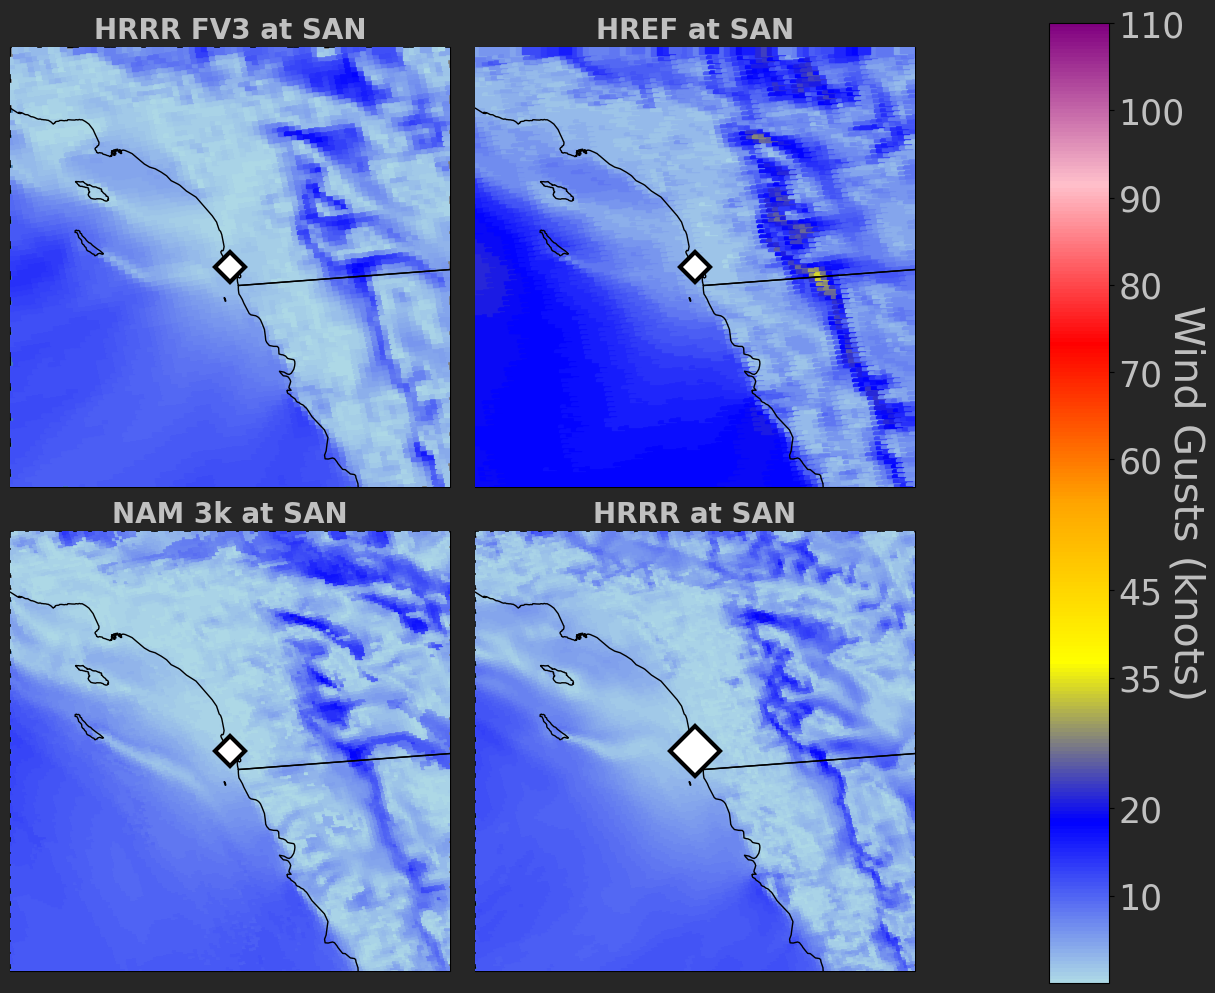 HRRR FV3 at SAN
HREF at SAN
NAM 3k at SAN
HRRR at SAN
110
100
90
80
70
60
45
35
20
10
Wind Gusts (knots)